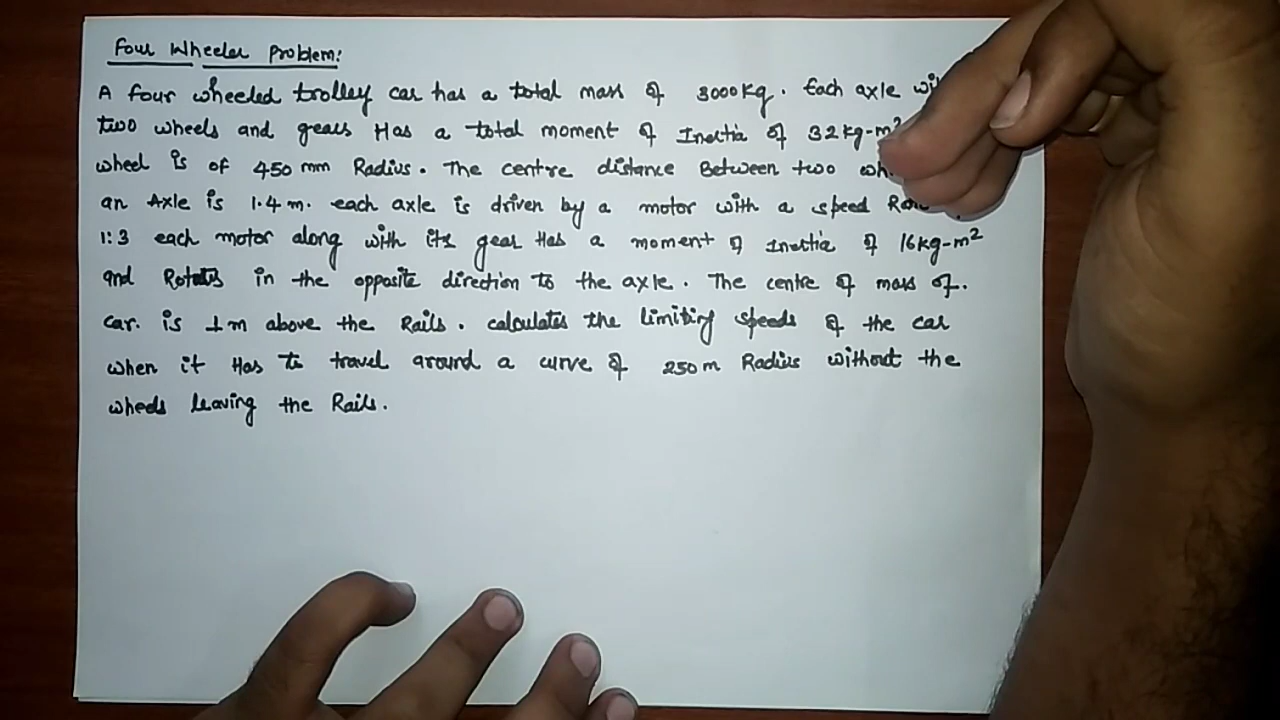 Four Wheeler Problem:
A four wheeled trolley car has a total mass of 3000kg. Each axle
two wheels and gears Has a total moment of Inertia of 32kg-m²
wheel is of 450mm Radius. The centre distance Between two
an Axle is 1.4m. each axle is driven by a motor with a speed
1:3 each motor along with its gear Has a moment of Inertia of 16kg-m²
and Rotates in the opposite direction to the axle. The centre of mass of.
car. is 1m above the Rails. calculates the limiting speeds of the car
when it Has to travel around a curve of 250m Radius without the
wheels leaving the Rails.